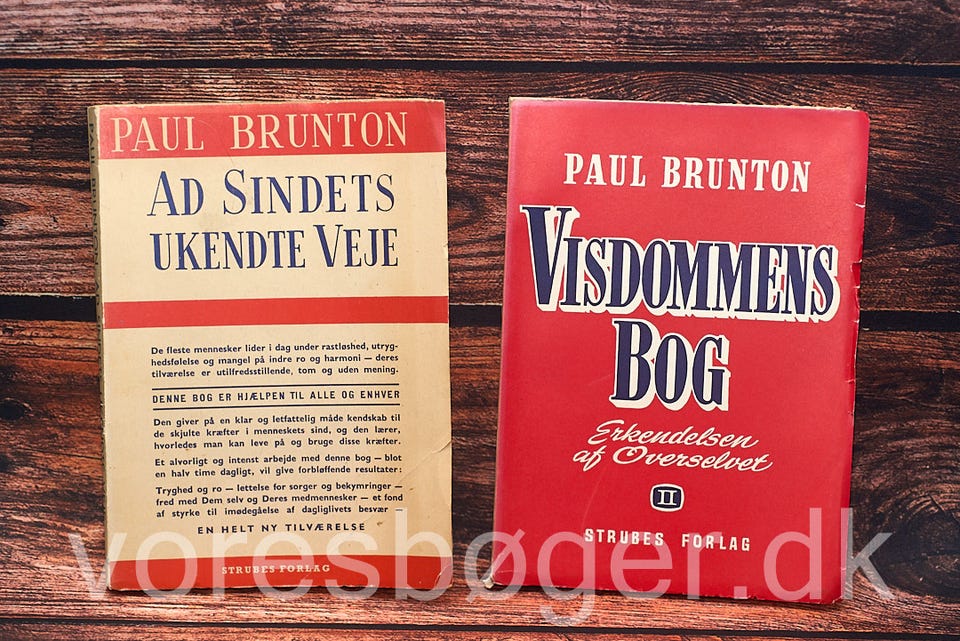 PAUL BRUNTON
AD SINDETS
UKENDTE VEJE
De fleste mennesker lider i dag under rastløshed, utryg-
hedsfølelse og mangel på indre ro og harmoni — deres
tilværelse er utilfredsstillende, tom og uden mening.
DENNE BOG ER HJÆLPEN TIL ALLE OG ENHVER
Den giver på en klar og letfattelig måde kendskab til
de skjulte kræfter i menneskets sind, og den lærer,
hvorledes man kan leve på og bruge disse kræfter.
Et alvorligt og intenst arbejde med denne bog — blot
en halv time dagligt, vil give forbløffende resultater:
Tryghed og ro — lettelse for sorger og bekymringer —
fred med Dem selv og Deres medmennesker — et fond
af styrke til imødegåelse af dagliglivets besvær —
EN HELT NY TILVÆRELSE
STRUBES FORLAG
PAUL BRUNTON
VISDOMMENS
BOG
Erkendelsen
af Overselvet
II
STRUBES FORLAG
voresbøger.dk